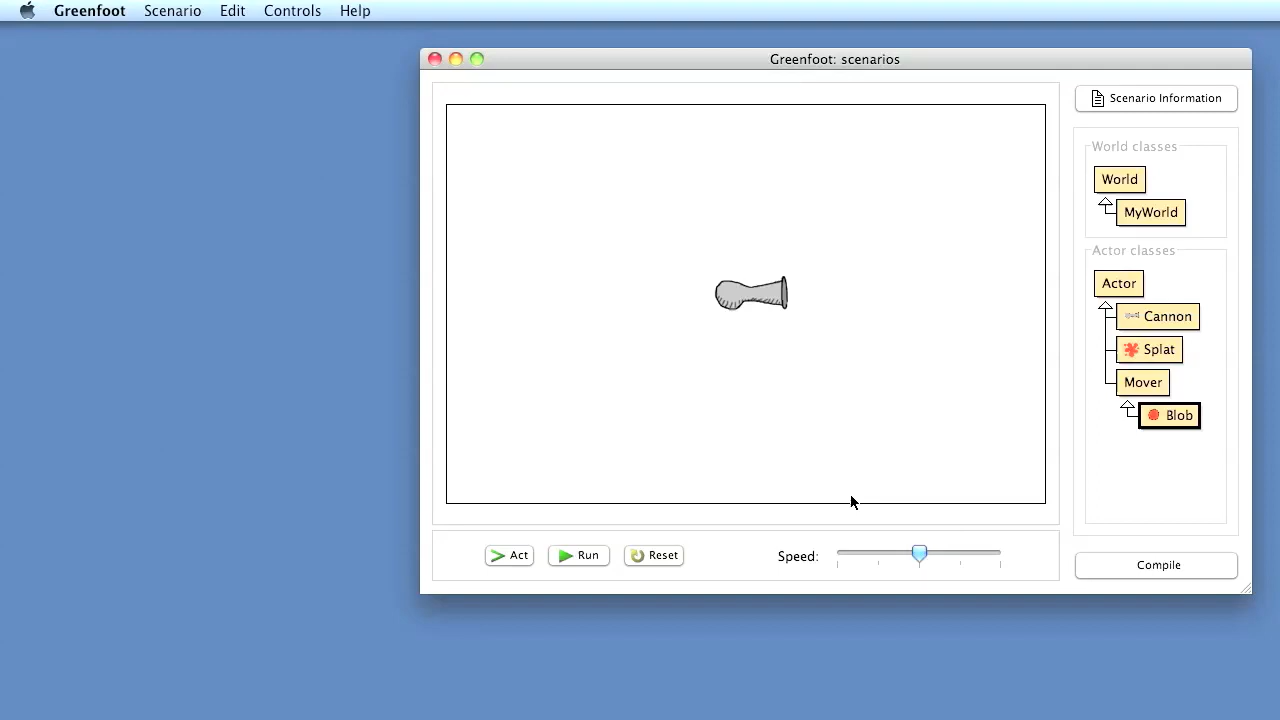 Greenfoot Scenario Edit Controls Help
Greenfoot: scenarios
Scenario Information
World classes
World
MyWorld
Actor classes
Actor
Cannon
Splat
Mover
Blob
Act Run Reset Speed: Compile